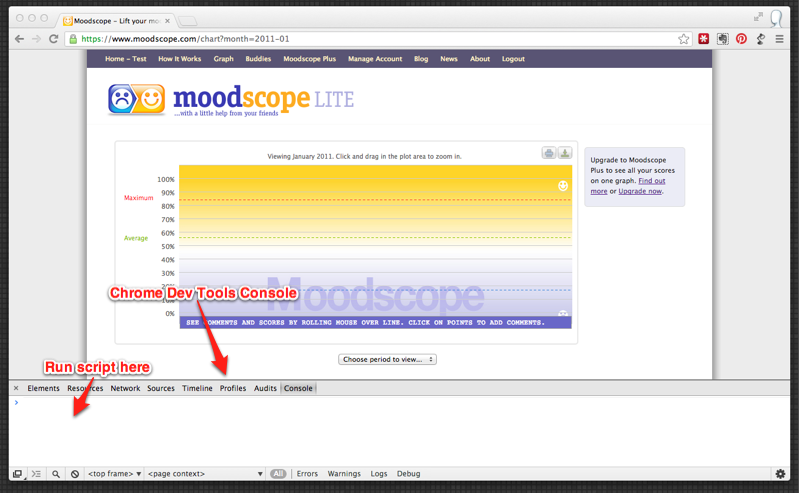 Moodscope – Lift your mo
https://www.moodscope.com/chart?month=2011-01
Home – Test How It Works Graph Buddies Moodscope Plus Manage Account Blog News About Logout
moodscope LITE
...with a little help from your friends
Viewing January 2011. Click and drag in the plot area to zoom in.
Upgrade to Moodscope
Plus to see all your scores
on one graph. Find out
more or Upgrade now.
100%
Maximum
90%
80%
70%
60%
Average
50%
40%
30%
20%
10%
0%
Moodscope
Chrome Dev Tools Console
SEE COMMENTS AND SCORES BY ROLLING MOUSE OVER LINE. CLICK ON POINTS TO ADD COMMENTS.
Choose period to view...
Run script here
Elements Resources Network Sources Timeline Profiles Audits Console
<top frame> <page context> All Errors Warnings Logs Debug